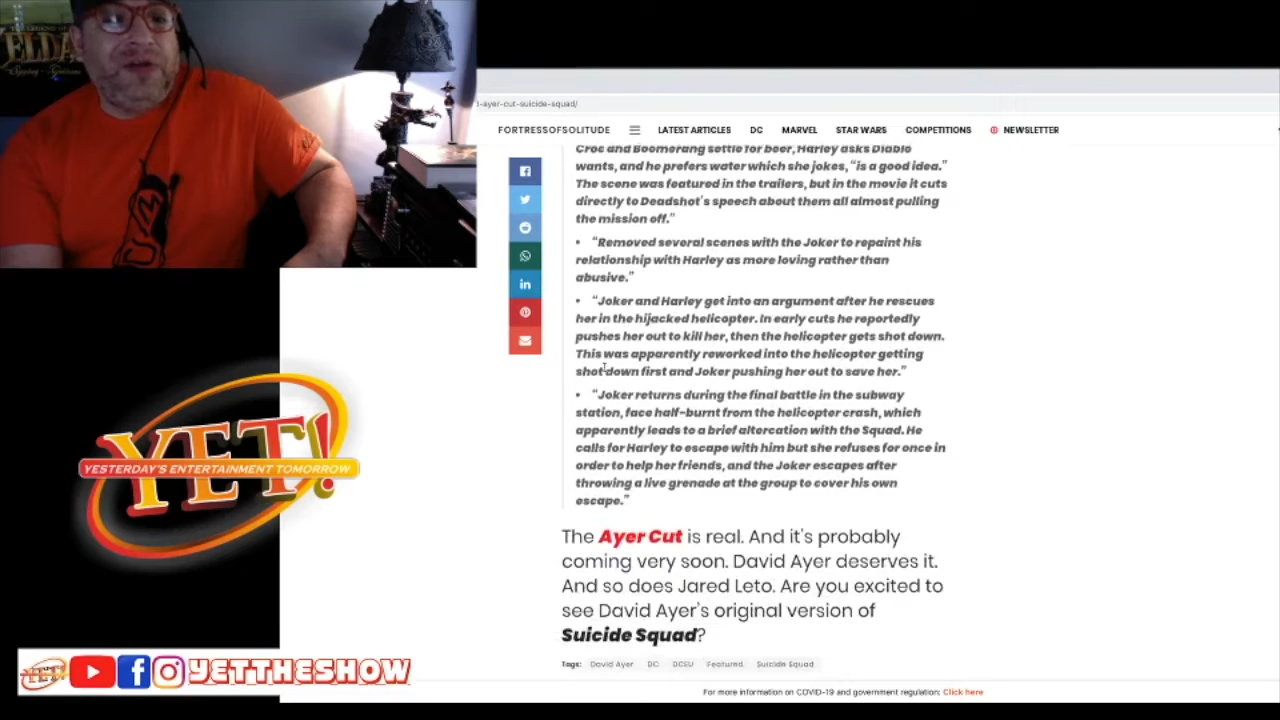 ELDA
t-ayer-cut-suicide-squad/
FORTRESSOFSOLITUDE LATEST ARTICLES DC MARVEL STAR WARS COMPETITIONS NEWSLETTER
Croc and Boomerang settle for beer, Harley asks Diablo
wants, and he prefers water which she jokes, “is a good idea.”
The scene was featured in the trailers, but in the movie it cuts
directly to Deadshot's speech about them all almost pulling
the mission off.”
• “Removed several scenes with the Joker to repaint his
relationship with Harley as more loving rather than
abusive.”
• “Joker and Harley get into an argument after he rescues
her in the hijacked helicopter. In early cuts he reportedly
pushes her out to kill her, then the helicopter gets shot down.
This was apparently reworked into the helicopter getting
shot down first and Joker pushing her out to save her.”
• “Joker returns during the final battle in the subway
station, face half-burnt from the helicopter crash, which
apparently leads to a brief altercation with the Squad. He
calls for Harley to escape with him but she refuses for once in
order to help her friends, and the Joker escapes after
throwing a live grenade at the group to cover his own
escape.”
The Ayer Cut is real. And it's probably
coming very soon. David Ayer deserves it.
And so does Jared Leto. Are you excited to
see David Ayer's original version of
Suicide Squad?
Tags: David Ayer DC DCEU Featured Suicide Squad
For more information on COVID-19 and government regulation: Click here
YET!
YESTERDAY'S ENTERTAINMENT TOMORROW
YETTHESHOW